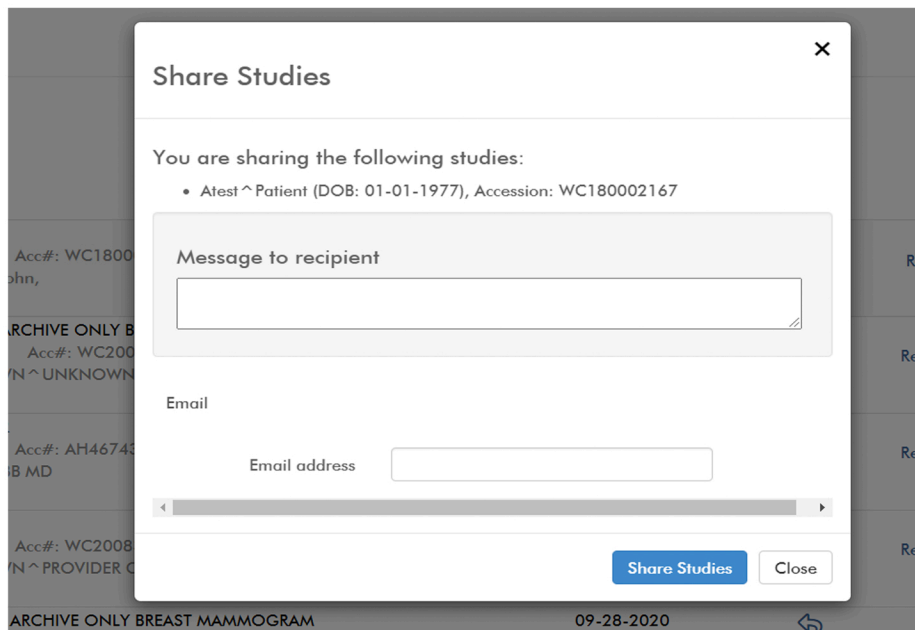 Share Studies
You are sharing the following studies:
• Atest^Patient (DOB: 01-01-1977), Accession: WC180002167
Message to recipient
Email
Email address
Share Studies
Close
Acc#: WC1800
ohn,
ARCHIVE ONLY B
Acc#: WC200
N^UNKNOWN
Acc#: AH46743
BB MD
Acc#: WC2008
N^PROVIDER
ARCHIVE ONLY BREAST MAMMOGRAM
09-28-2020
R
Re
Re
Re